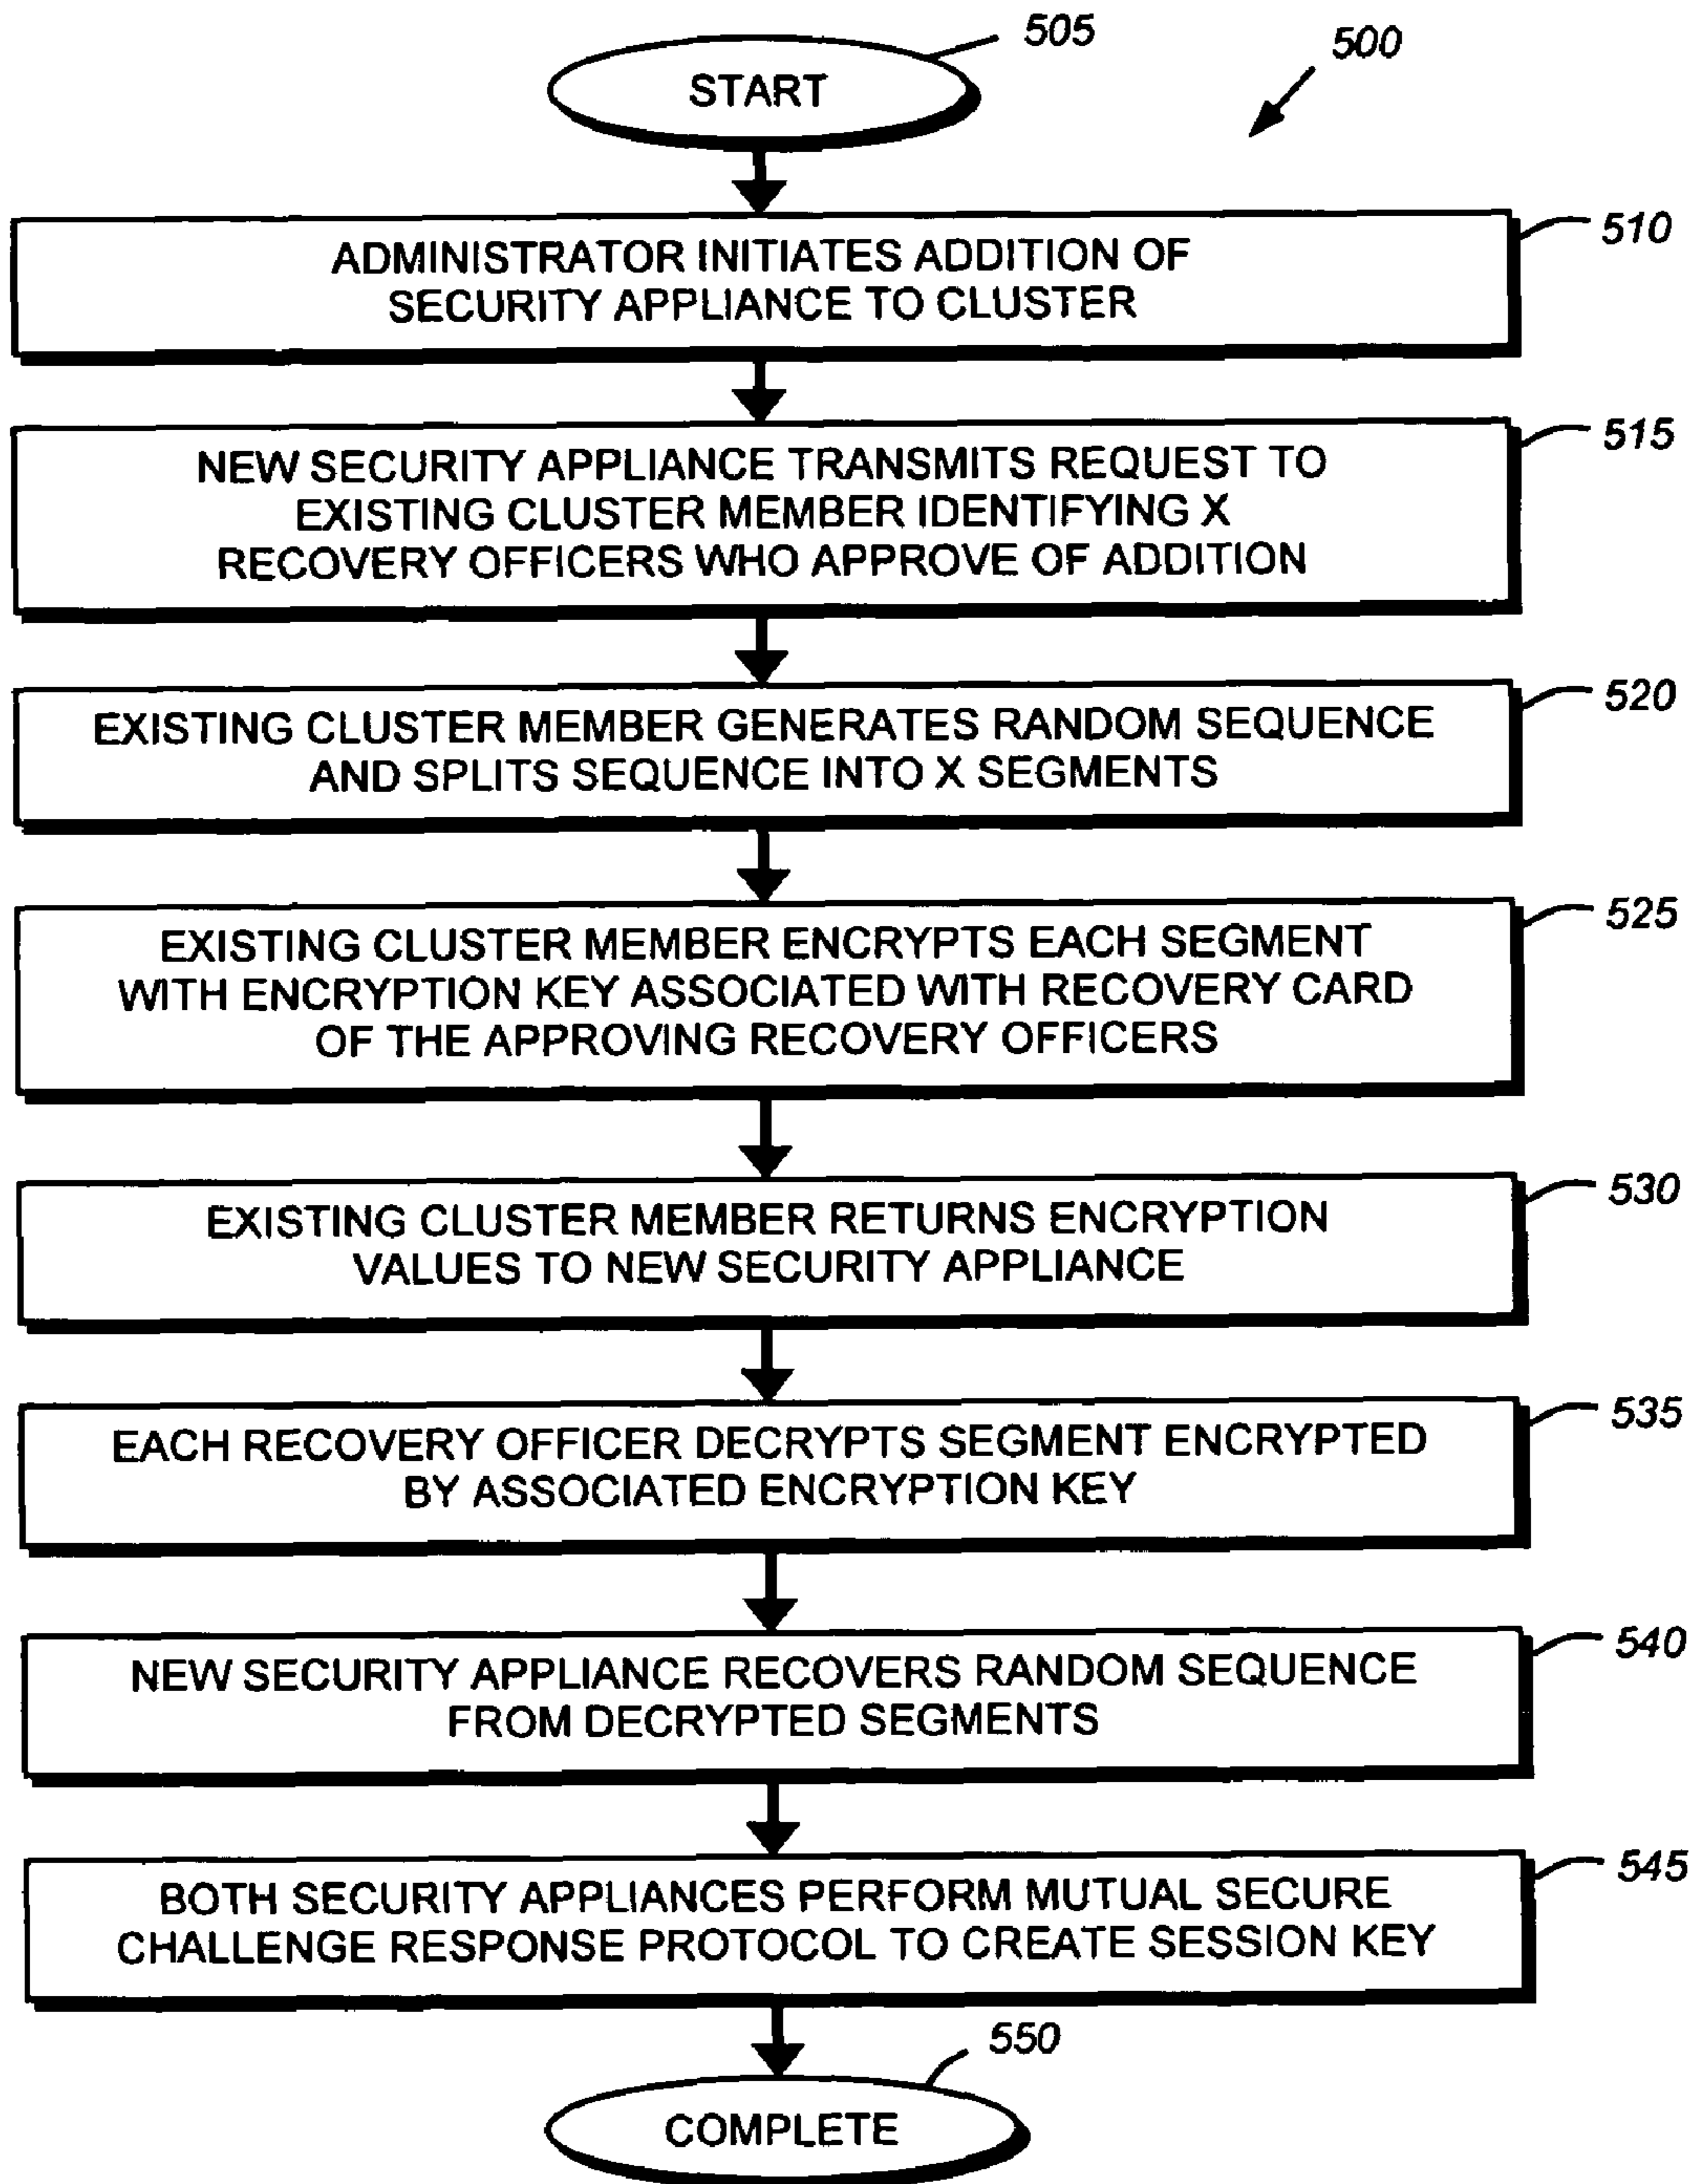 505
500
START
510
ADMINISTRATOR INITIATES ADDITION OF
SECURITY APPLIANCE TO CLUSTER
515
NEW SECURITY APPLIANCE TRANSMITS REQUEST TO
EXISTING CLUSTER MEMBER IDENTIFYING X
RECOVERY OFFICERS WHO APPROVE OF ADDITION
520
EXISTING CLUSTER MEMBER GENERATES RANDOM SEQUENCE
AND SPLITS SEQUENCE INTO X SEGMENTS
525
EXISTING CLUSTER MEMBER ENCRYPTS EACH SEGMENT
WITH ENCRYPTION KEY ASSOCIATED WITH RECOVERY CARD
OF THE APPROVING RECOVERY OFFICERS
530
EXISTING CLUSTER MEMBER RETURNS ENCRYPTION
VALUES TO NEW SECURITY APPLIANCE
535
EACH RECOVERY OFFICER DECRYPTS SEGMENT ENCRYPTED
BY ASSOCIATED ENCRYPTION KEY
540
NEW SECURITY APPLIANCE RECOVERS RANDOM SEQUENCE
FROM DECRYPTED SEGMENTS
545
BOTH SECURITY APPLIANCES PERFORM MUTUAL SECURE
CHALLENGE RESPONSE PROTOCOL TO CREATE SESSION KEY
550
COMPLETE